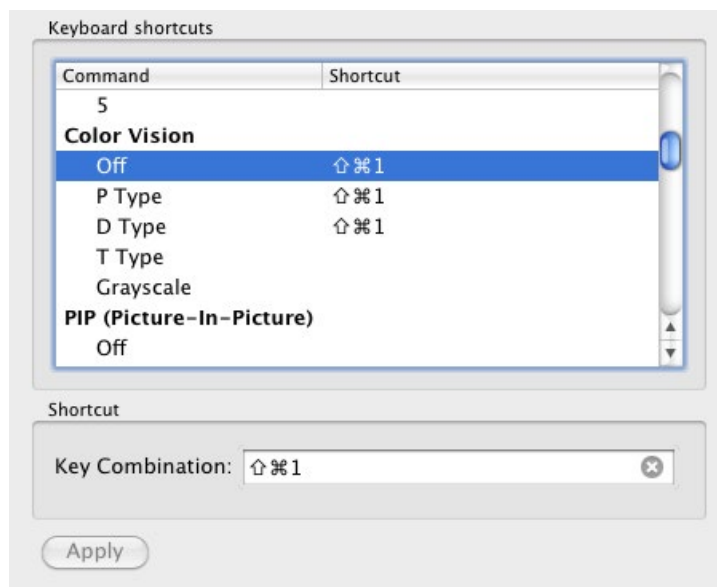 Keyboard shortcuts
Command Shortcut
5
Color Vision
Off ⇧⌘1
P Type ⇧⌘1
D Type ⇧⌘1
T Type
Grayscale
PIP (Picture-In-Picture)
Off
Shortcut
Key Combination: ⇧⌘1
Apply